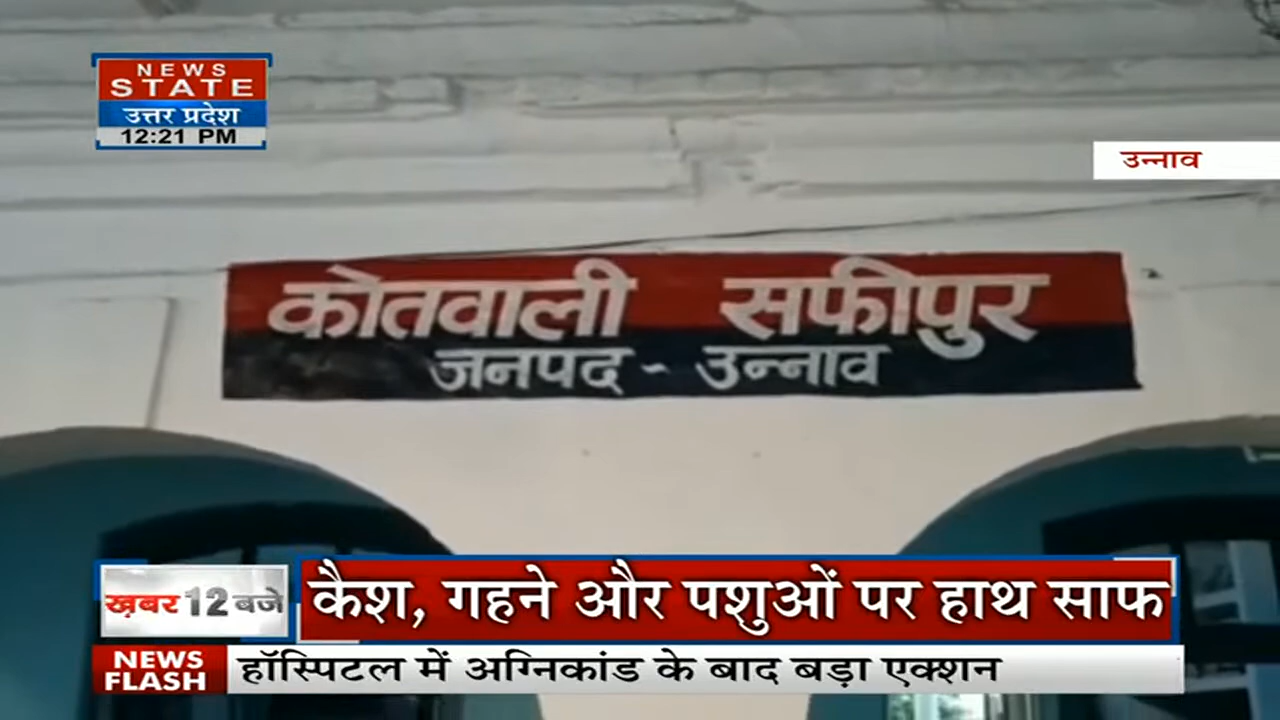 NEWS
STATE
उत्तर प्रदेश
12:21 PM
उन्नाव
कोतवाली सफीपुर
जनपद - उन्नाव
ख़बर 12 बजे
कैश, गहने और पशुओं पर हाथ साफ
NEWS
FLASH
हॉस्पिटल में अग्निकांड के बाद बड़ा एक्शन